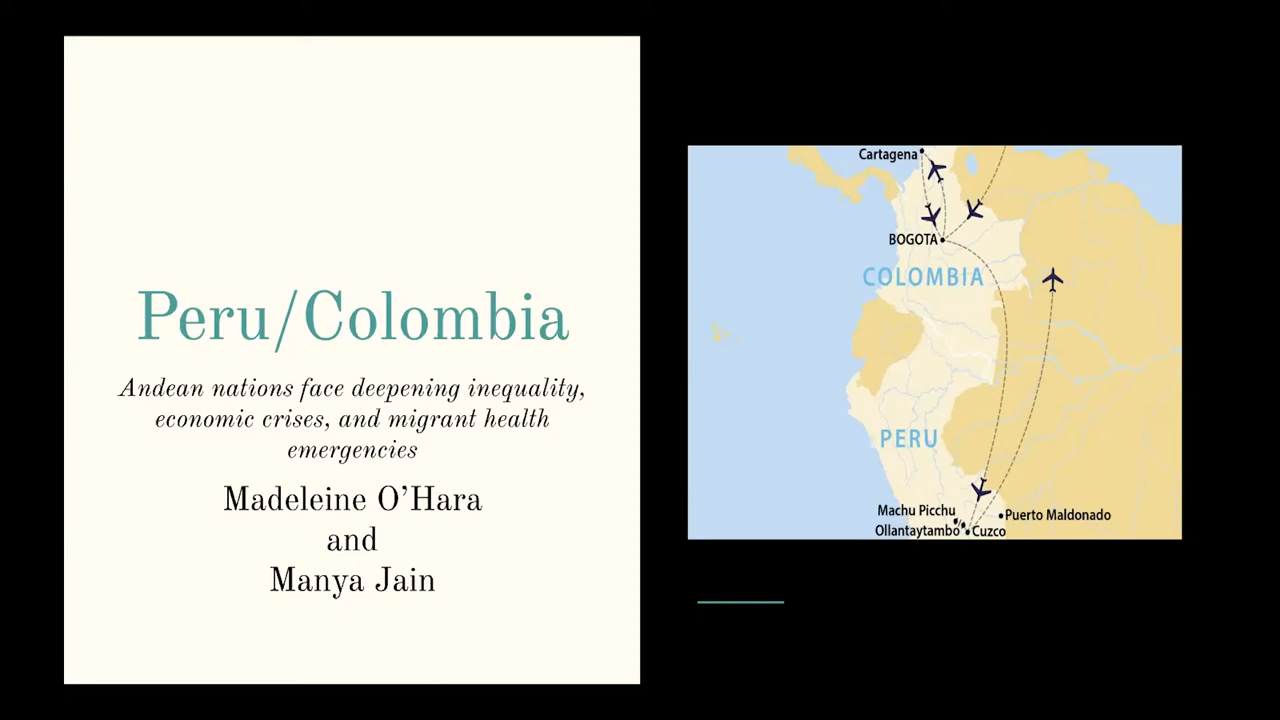 Peru/Colombia
Andean nations face deepening inequality,
economic crises, and migrant health
emergencies
Madeleine O’Hara
and
Manya Jain
Cartagena
BOGOTA
COLOMBIA
PERU
Machu Picchu
Puerto Maldonado
Ollantaytambo
Cuzco